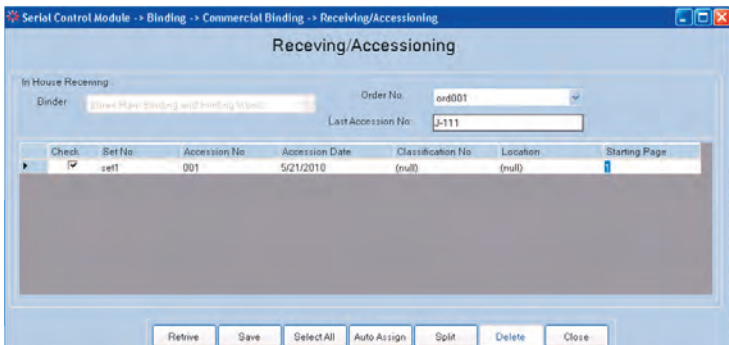 Serial Control Module -> Binding -> Commercial Binding -> Receiving/Accessioning
Receving/Accessioning
In House Receiving
Binder Order No. ord001
Last Accession No. J-111
Check Set No Accession No Accession Date Classification No Location Starting Page
set1 001 5/21/2010 (null) (null) 1
Retrive Save Select All Auto Assign Split Delete Close